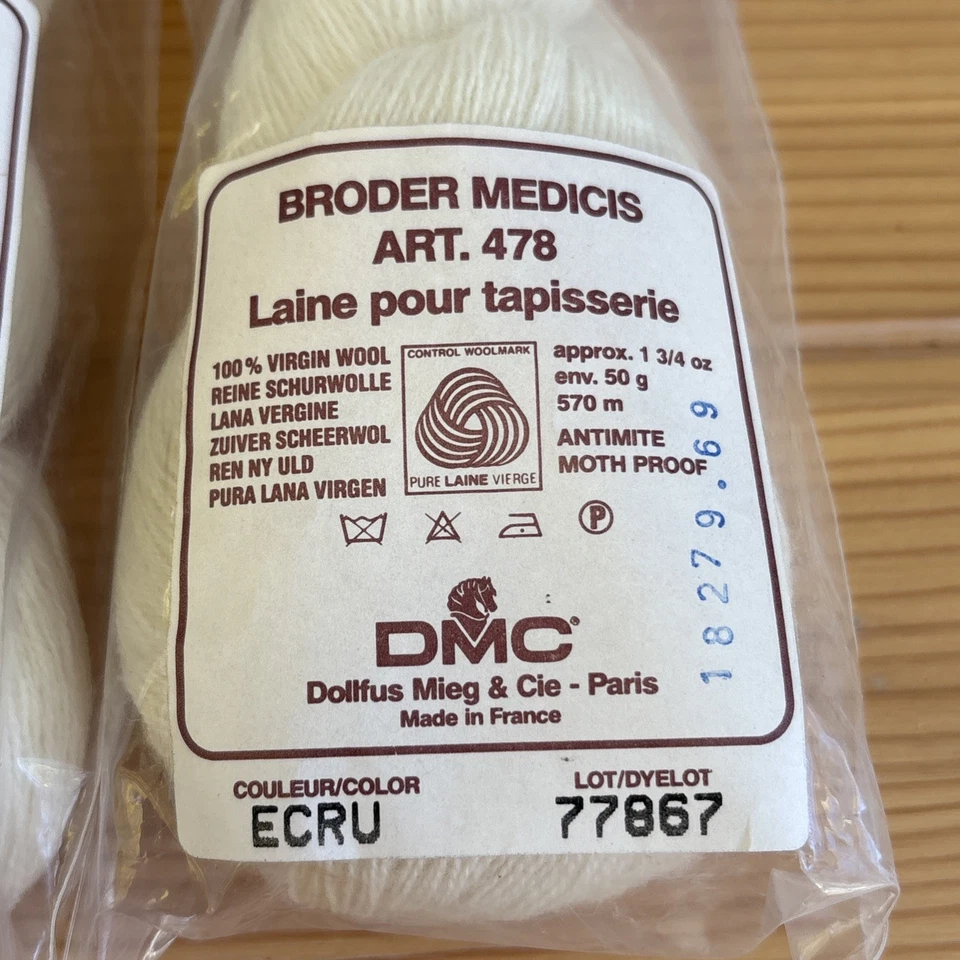 BRODER MEDICIS
ART. 478
Laine pour tapisserie
100% VIRGIN WOOL
REINE SCHURWOLLE
LANA VERGINE
ZUIVER SCHEERWOL
REN NY ULD
PURA LANA VIRGEN
CONTROL WOOLMARK
PURE LAINE VIERGE
approx. 1 3/4 oz
env. 50 g
570 m
ANTIMITE
MOTH PROOF
P
18279.69
DMC®
Dollfus Mieg & Cie - Paris
Made in France
COULEUR/COLOR
ECRU
LOT/DYELOT
77867